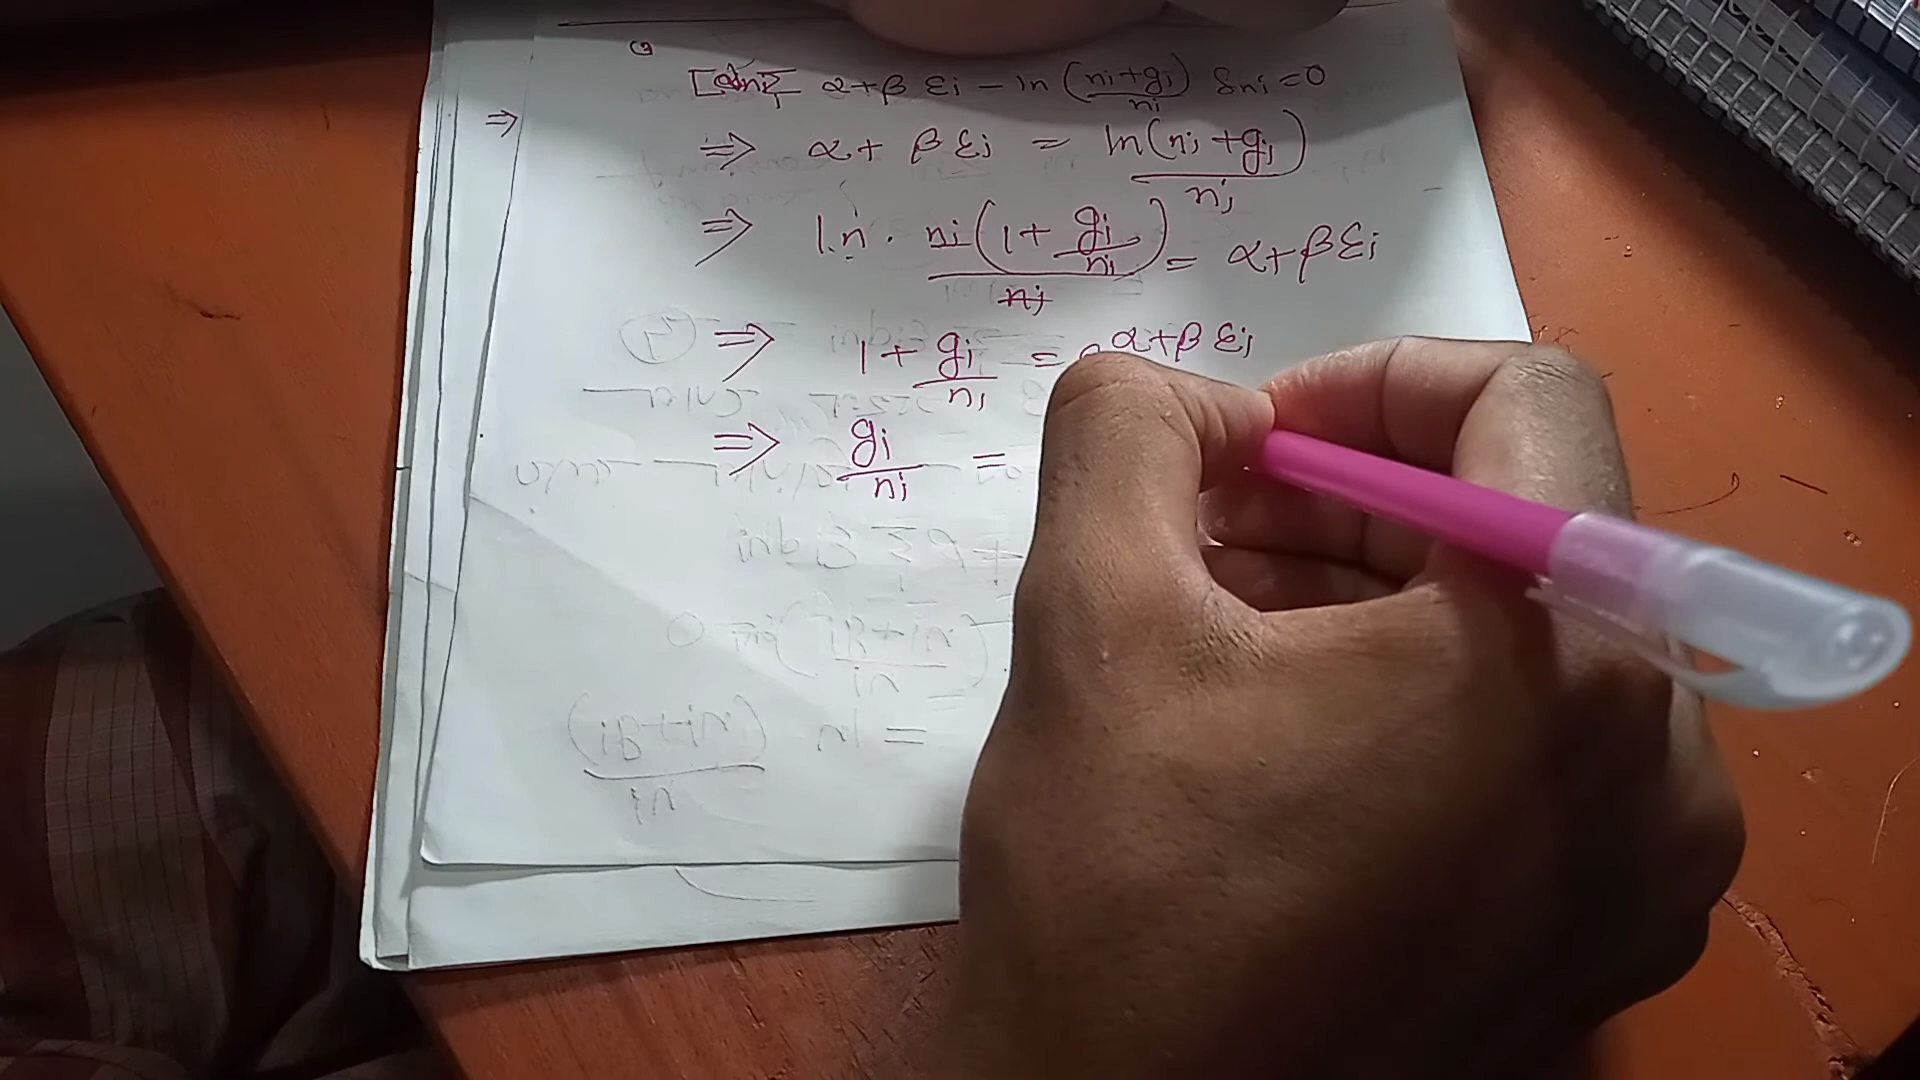 α+β εi – ln (ni+gi)/ni δni = 0
⇒
⇒ α + β εi = ln(ni + gi)/ni
⇒ ln · ni(1 + gi/ni)/ni = α+βεi
⇒ 1 + gi/ni = e^α+β εi
⇒ gi/ni =